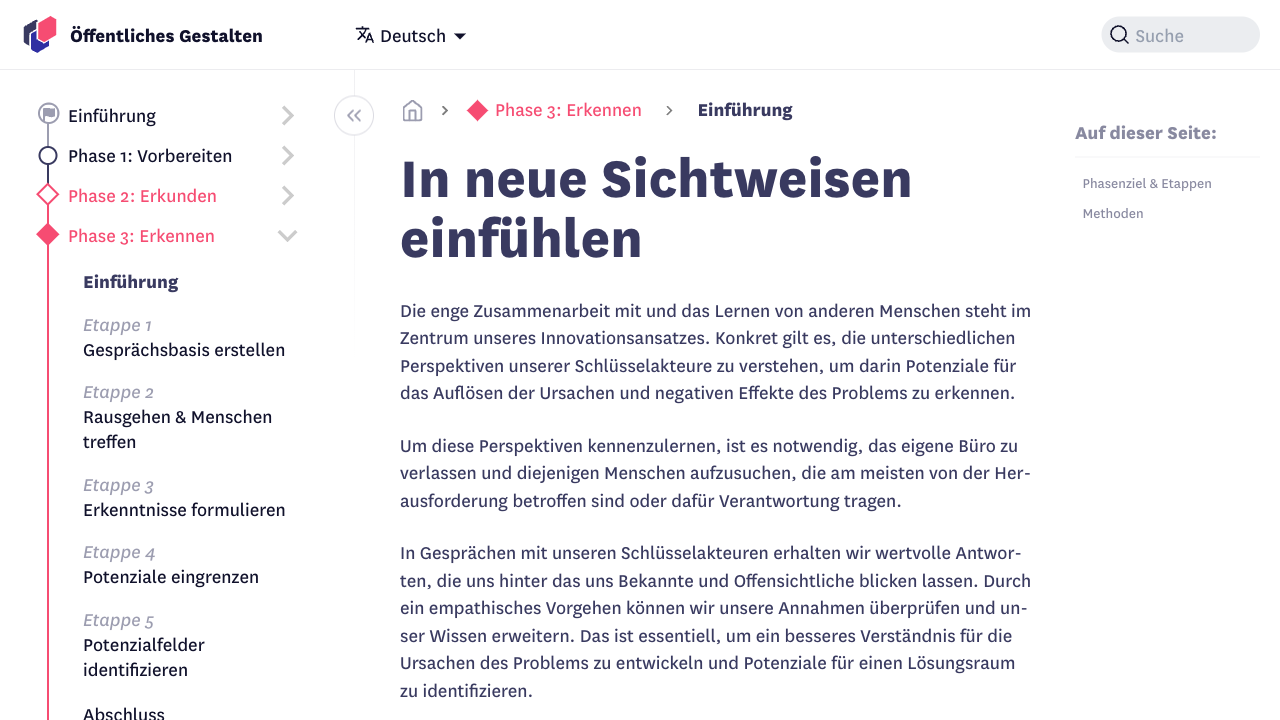 Öffentliches Gestalten
Deutsch
Suche
Einführung
Phase 1: Vorbereiten
Phase 2: Erkunden
Phase 3: Erkennen
Einführung
Etappe 1
Gesprächsbasis erstellen
Etappe 2
Rausgehen & Menschen
treffen
Etappe 3
Erkenntnisse formulieren
Etappe 4
Potenziale eingrenzen
Etappe 5
Potenzialfelder
identifizieren
Abschluss
Phase 3: Erkennen
Einführung
In neue Sichtweisen
einfühlen
Die enge Zusammenarbeit mit und das Lernen von anderen Menschen steht im
Zentrum unseres Innovationsansatzes. Konkret gilt es, die unterschiedlichen
Perspektiven unserer Schlüsselakteure zu verstehen, um darin Potenziale für
das Auflösen der Ursachen und negativen Effekte des Problems zu erkennen.
Um diese Perspektiven kennenzulernen, ist es notwendig, das eigene Büro zu
verlassen und diejenigen Menschen aufzusuchen, die am meisten von der Her-
ausforderung betroffen sind oder dafür Verantwortung tragen.
In Gesprächen mit unseren Schlüsselakteuren erhalten wir wertvolle Antwor-
ten, die uns hinter das uns Bekannte und Offensichtliche blicken lassen. Durch
ein empathisches Vorgehen können wir unsere Annahmen überprüfen und un-
ser Wissen erweitern. Das ist essentiell, um ein besseres Verständnis für die
Ursachen des Problems zu entwickeln und Potenziale für einen Lösungsraum
zu identifizieren.
Auf dieser Seite:
Phasenziel & Etappen
Methoden